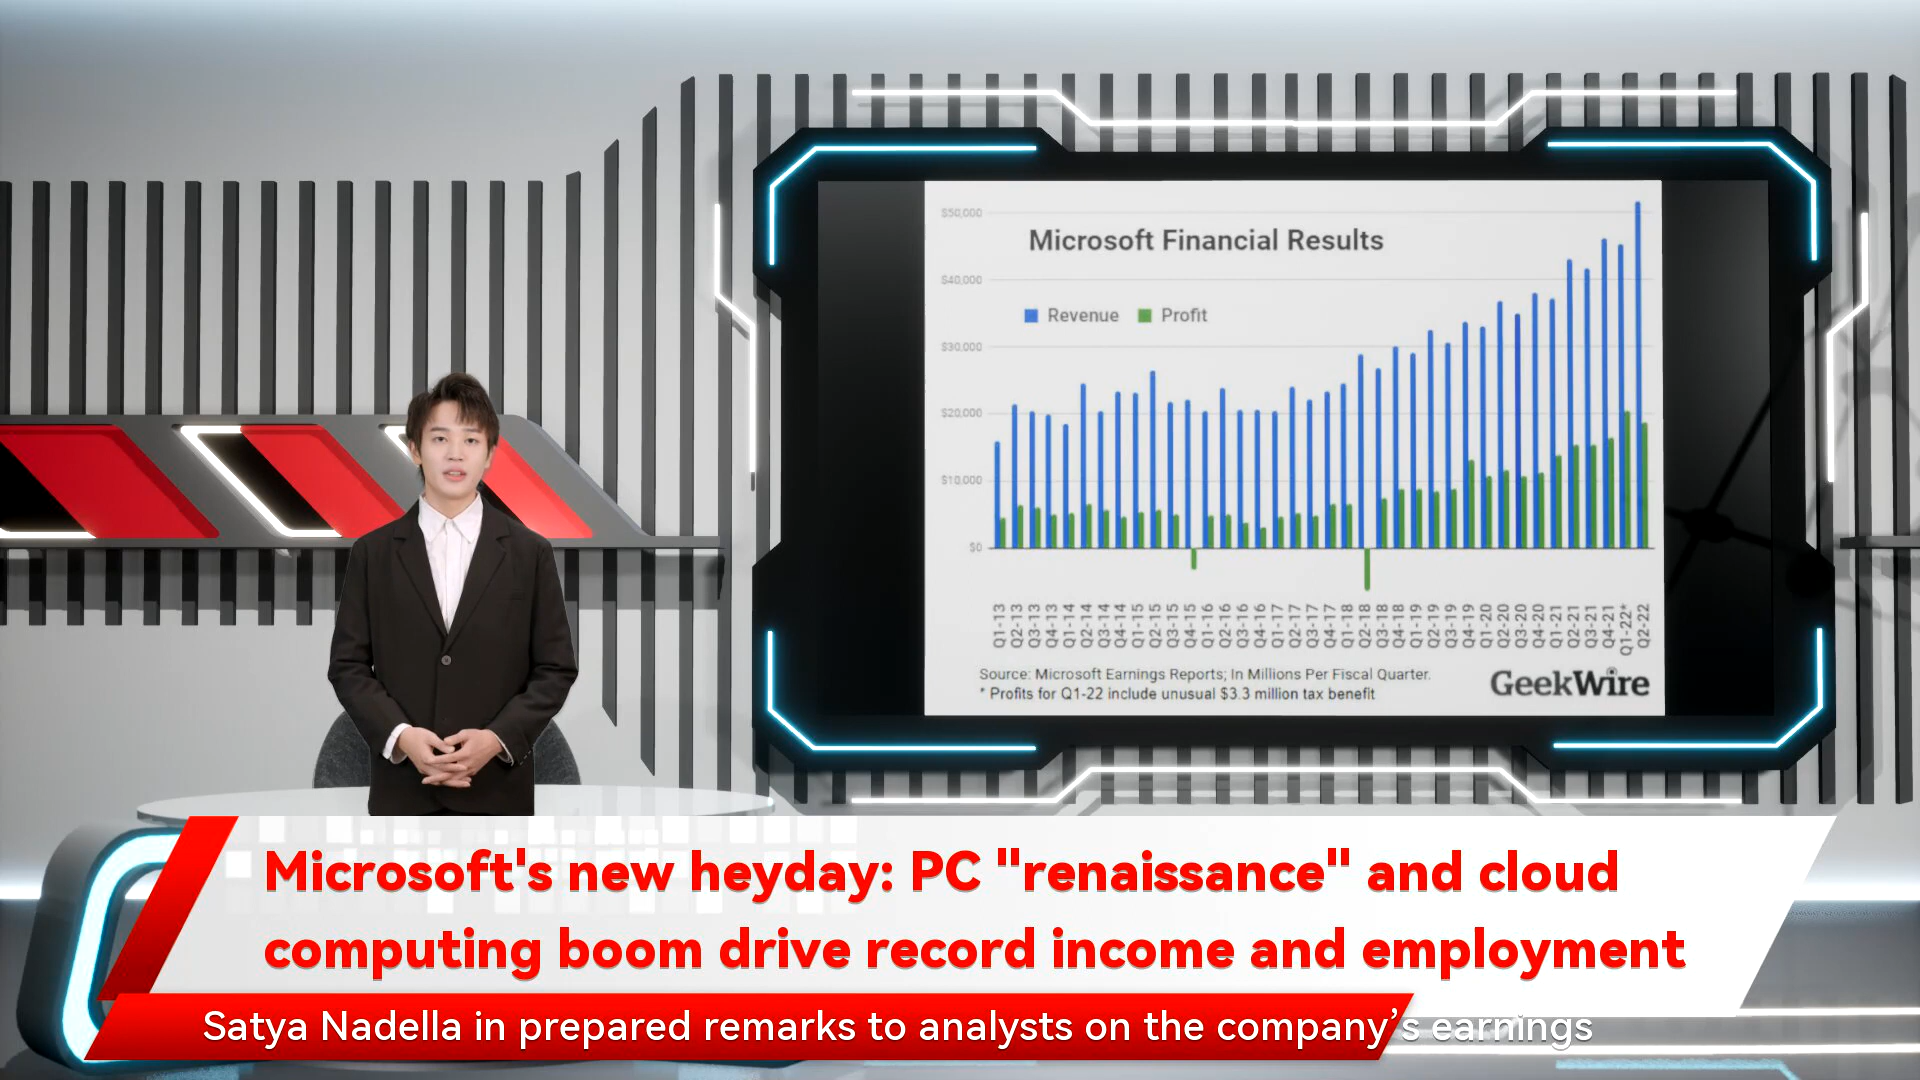 Microsoft Financial Results
Revenue Profit
$50,000
$40,000
$30,000
$20,000
$10,000
$0
Q1-13 Q2-13 Q3-13 Q4-13 Q1-14 Q2-14 Q3-14 Q4-14 Q1-15 Q2-15 Q3-15 Q4-15 Q1-16 Q2-16 Q3-16 Q4-16 Q1-17 Q2-17 Q3-17 Q4-17 Q1-18 Q2-18 Q3-18 Q4-18 Q1-19 Q2-19 Q3-19 Q4-19 Q1-20 Q2-20 Q3-20 Q4-20 Q1-21 Q2-21 Q3-21 Q4-21 Q1-22* Q2-22
Source: Microsoft Earnings Reports; In Millions Per Fiscal Quarter.
* Profits for Q1-22 include unusual $3.3 million tax benefit
GeekWire
Microsoft's new heyday: PC "renaissance" and cloud
computing boom drive record income and employment
Satya Nadella in prepared remarks to analysts on the company’s earnings